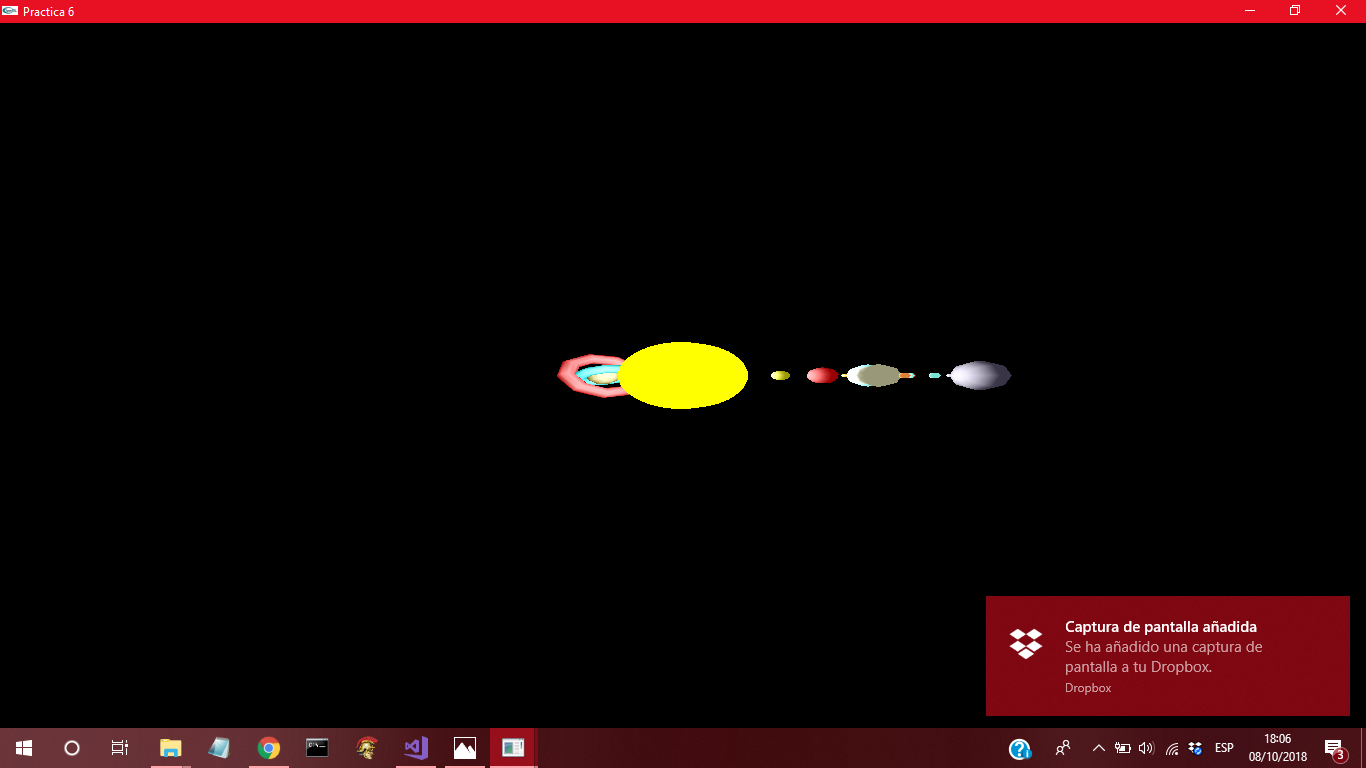 Practica 6
Captura de pantalla añadida
Se ha añadido una captura de
pantalla a tu Dropbox.
Dropbox
ESP
18:06
08/10/2018
3